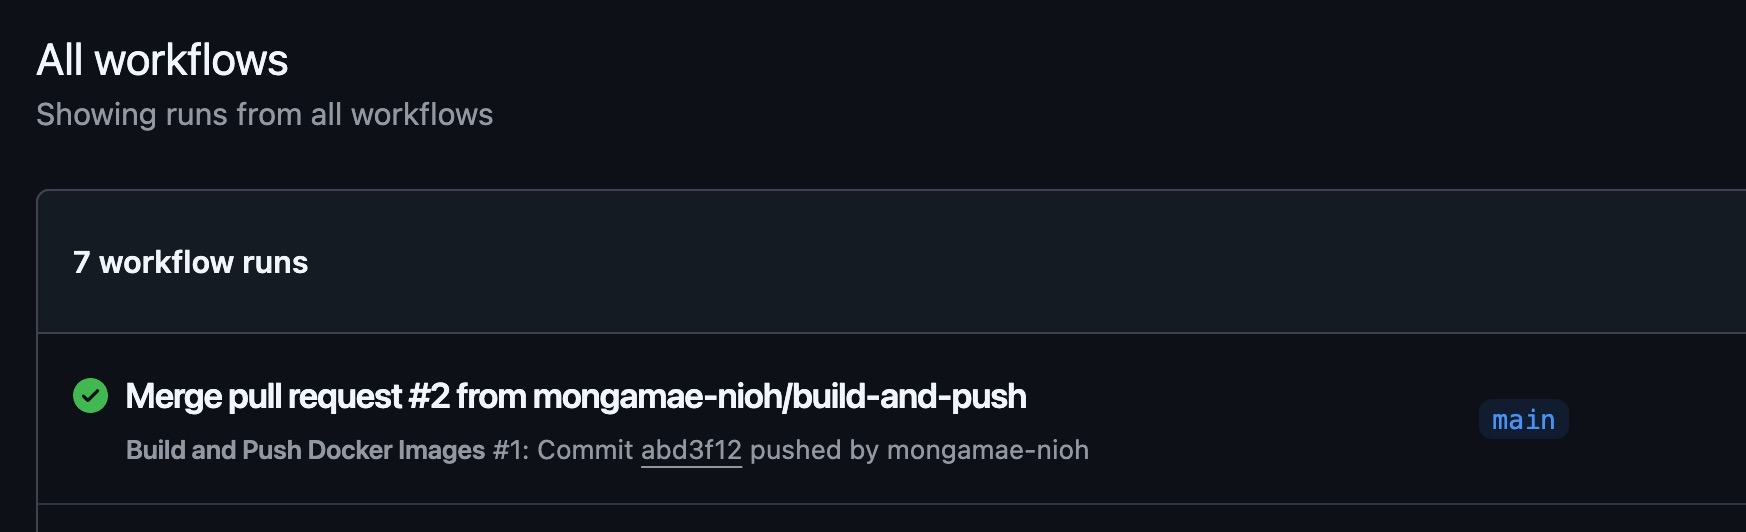 All workflows
Showing runs from all workflows
7 workflow runs
Merge pull request #2 from mongamae-nioh/build-and-push
main
Build and Push Docker Images #1: Commit abd3f12 pushed by mongamae-nioh